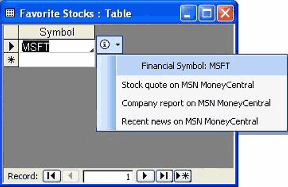 Favorite Stocks : Table
Symbol
MSFT
Financial Symbol: MSFT
Stock quote on MSN MoneyCentral
Company report on MSN MoneyCentral
Recent news on MSN MoneyCentral
Record: 1